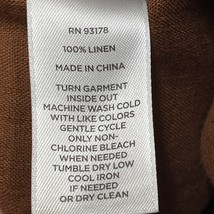 RN 93178
100% LINEN
MADE IN CHINA
TURN GARMENT
INSIDE OUT
MACHINE WASH COLD
WITH LIKE COLORS
GENTLE CYCLE
ONLY NON-
CHLORINE BLEACH
WHEN NEEDED
TUMBLE DRY LOW
COOL IRON
IF NEEDED
OR DRY CLEAN